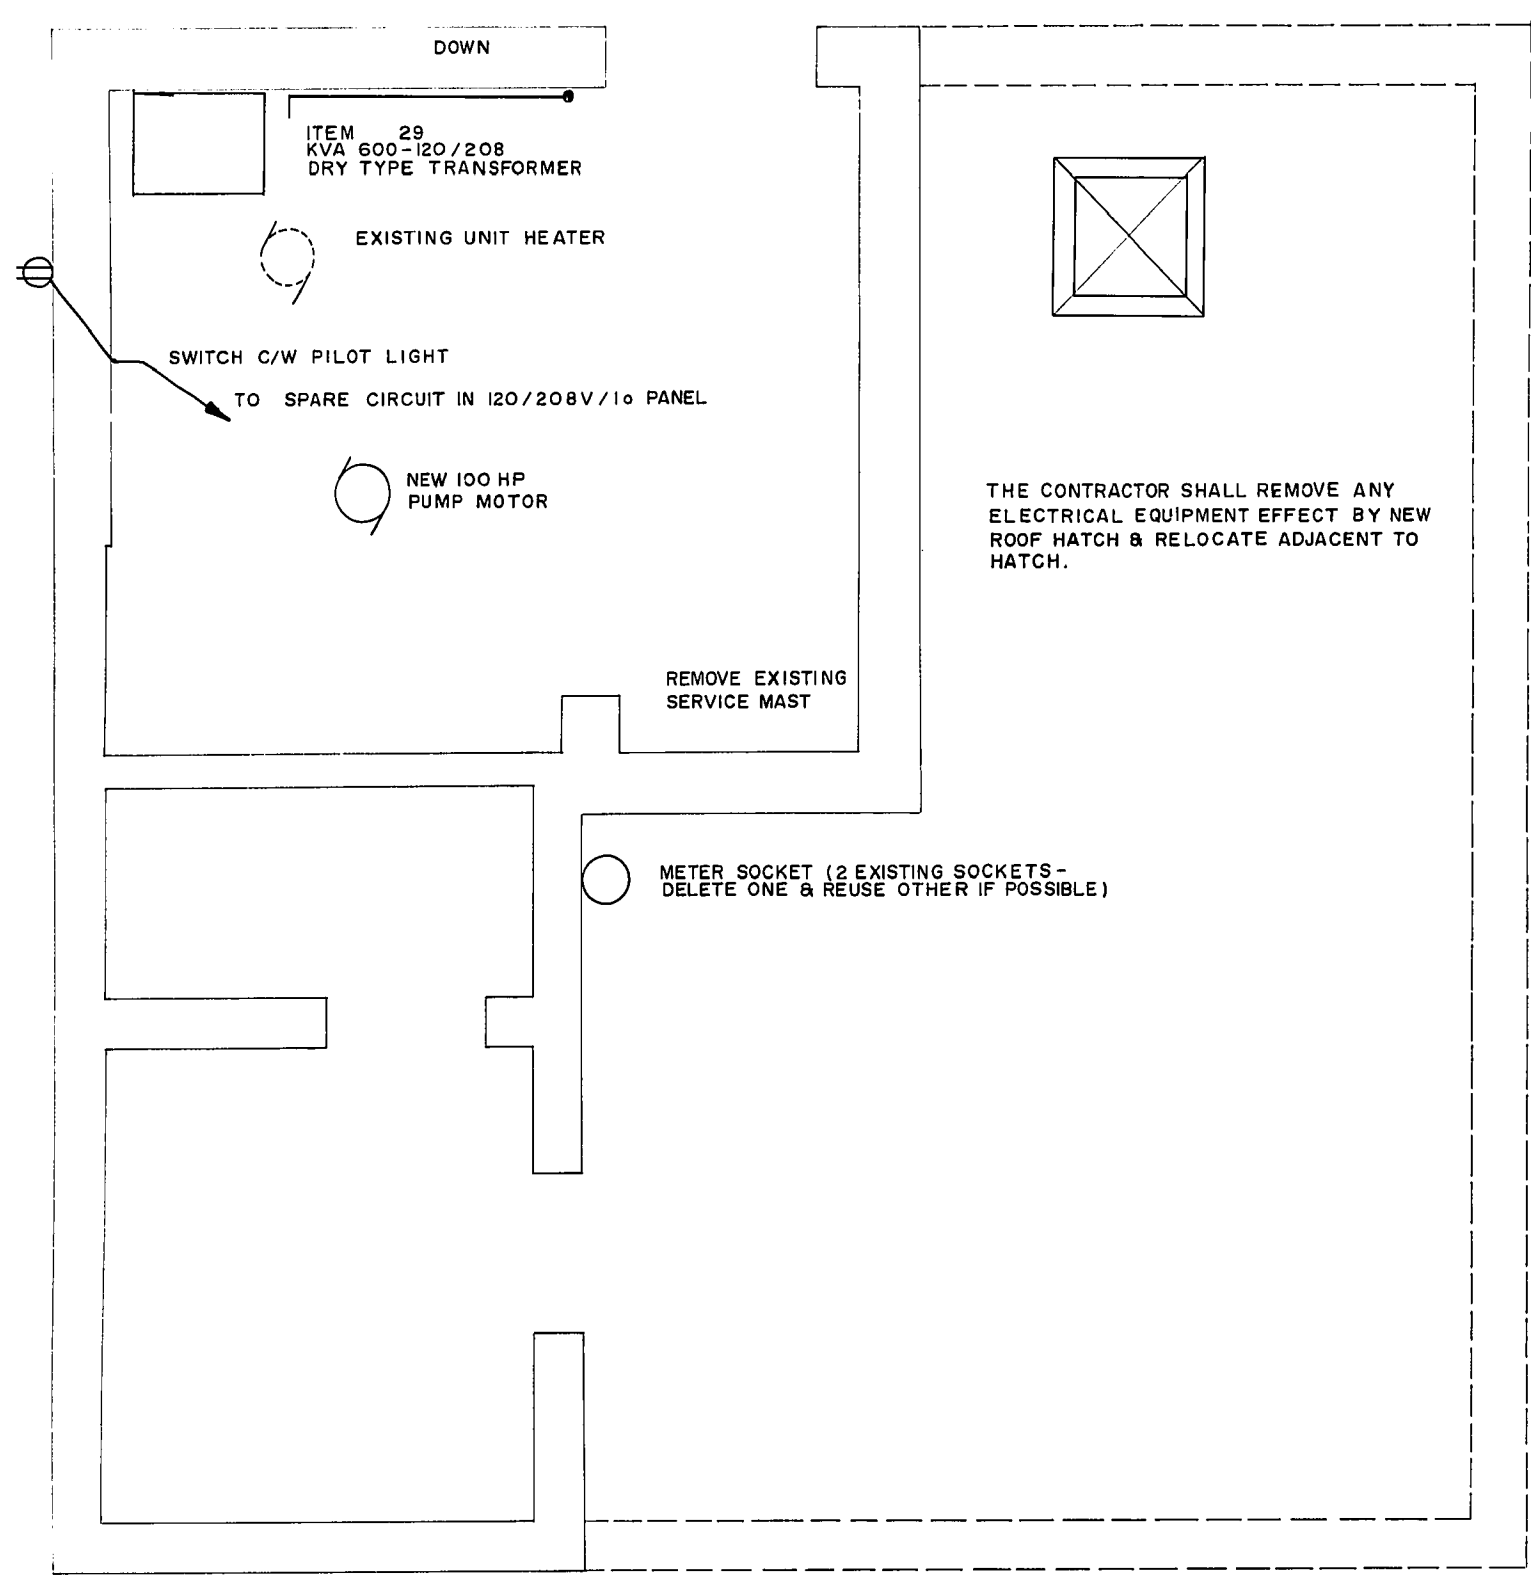 DOWN
ITEM 29
KVA 600-120/208
DRY TYPE TRANSFORMER
EXISTING UNIT HEATER
SWITCH C/W PILOT LIGHT
TO SPARE CIRCUIT IN 120/208V/1o PANEL
NEW 100 HP
PUMP MOTOR
THE CONTRACTOR SHALL REMOVE ANY
ELECTRICAL EQUIPMENT EFFECT BY NEW
ROOF HATCH & RELOCATE ADJACENT TO
HATCH.
REMOVE EXISTING
SERVICE MAST
METER SOCKET (2 EXISTING SOCKETS-
DELETE ONE & REUSE OTHER IF POSSIBLE)